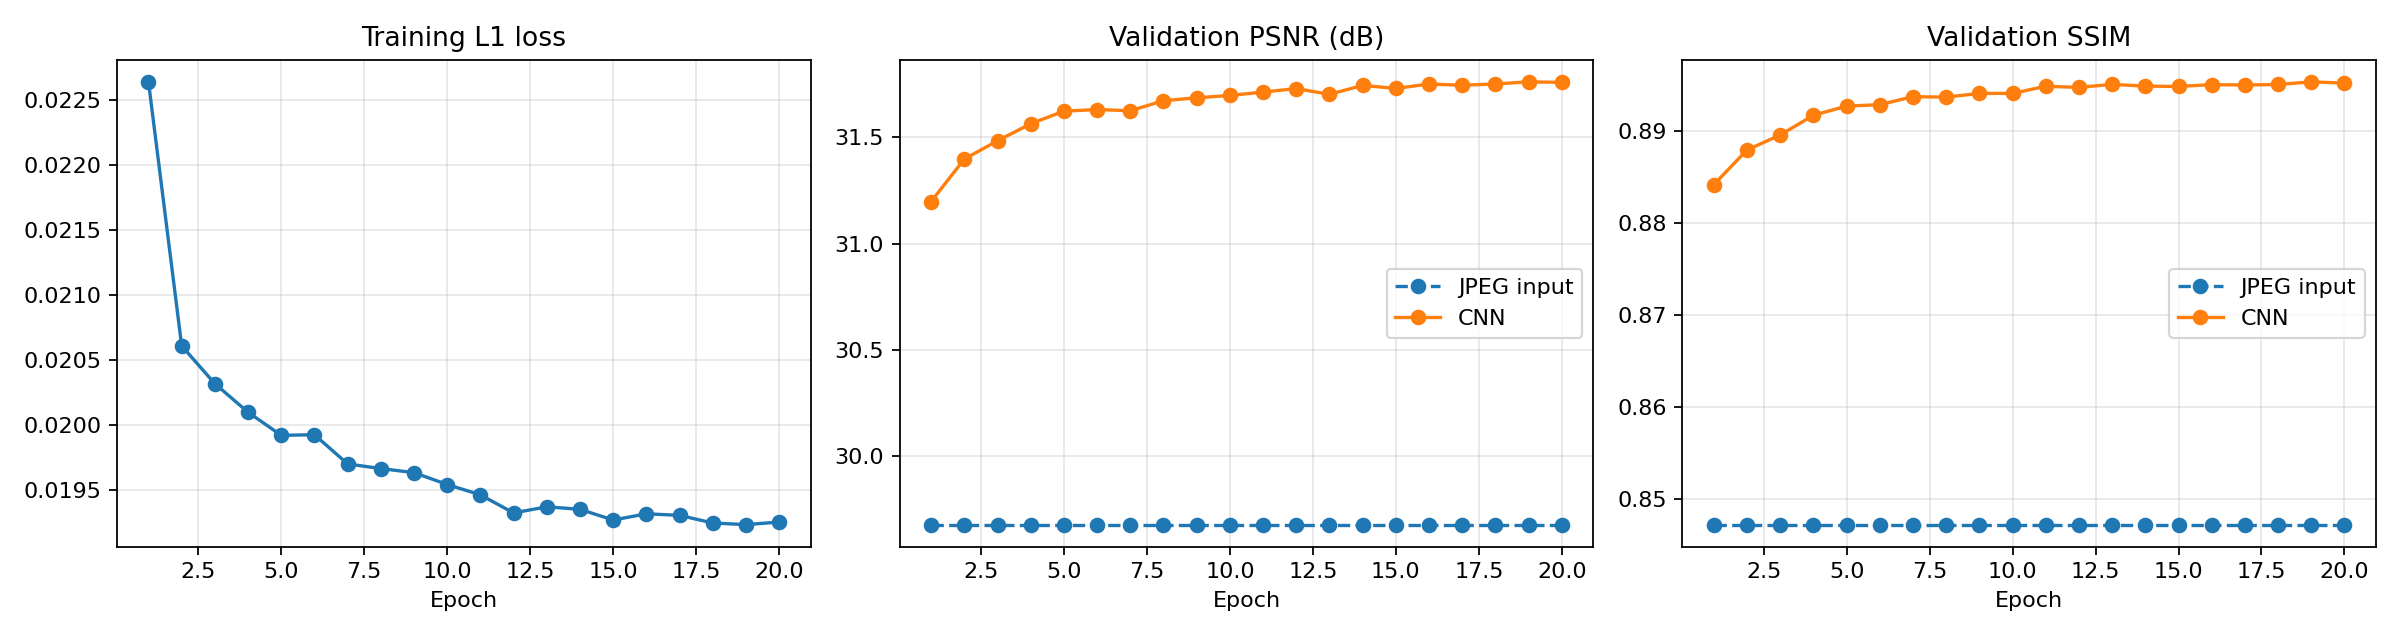 Training L1 loss
0.0225
0.0220
0.0215
0.0210
0.0205
0.0200
0.0195
2.5 5.0 7.5 10.0 12.5 15.0 17.5 20.0
Epoch
Validation PSNR (dB)
31.5
31.0
30.5
30.0
JPEG input
CNN
2.5 5.0 7.5 10.0 12.5 15.0 17.5 20.0
Epoch
Validation SSIM
0.89
0.88
0.87
0.86
0.85
JPEG input
CNN
2.5 5.0 7.5 10.0 12.5 15.0 17.5 20.0
Epoch